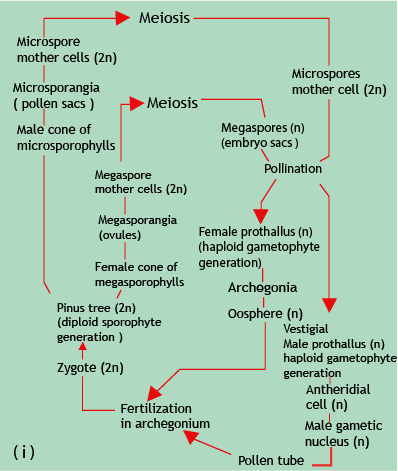 Meiosis
Microspore
mother cells (2n)
Microsporangia
( pollen sacs )
Male cone of
microsporophylls
Microspores
mother cell (2n)
Meiosis
Megaspores (n)
(embryo sacs )
Pollination
Megaspore
mother cells (2n)
Megasporangia
(ovules)
Female cone of
megasporophylls
Female prothallus (n)
(haploid gametophyte
generation)
Archegonia
Oosphere (n)
Pinus tree (2n)
(diploid sporophyte
generation )
Zygote (2n)
Vestigial
Male prothallus (n)
haploid gametophyte
generation
Antheridial
cell (n)
Male gametic
nucleus (n)
Fertilization
in archegonium
Pollen tube
(i)